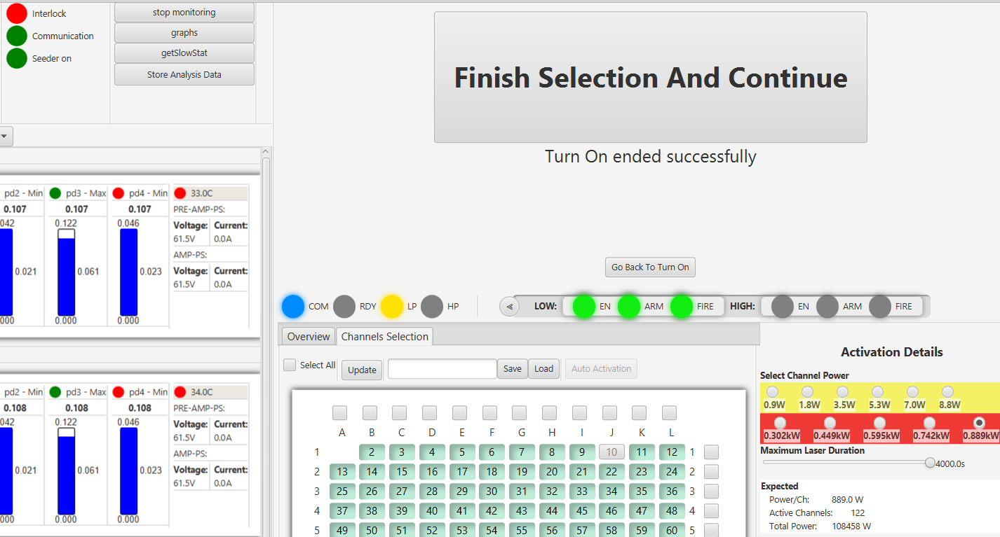 Interlock
Communication
Seeder on
stop monitoring
graphs
getSlowStat
Store Analysis Data
Finish Selection And Continue
Turn On ended successfully
Go Back To Turn On
pd2 - Min pd3 - Max pd4 - Min 33.0C
0.107 0.107 0.107 PRE-AMP-PS:
042 0.122 0.046 Voltage: Current:
61.5V 0.0A
AMP-PS:
0.021 0.061 0.023 Voltage: Current:
61.5V 0.0A
000 0.000 0.000
pd2 - Min pd3 - Max pd4 - Min 34.0C
0.108 0.108 0.108 PRE-AMP-PS:
042 0.122 0.046 Voltage: Current:
61.5V 0.0A
AMP-PS:
0.021 0.061 0.023 Voltage: Current:
61.5V 0.0A
000 0.000 0.000
COM RDY LP HP LOW: EN ARM FIRE HIGH: EN ARM FIRE
Overview Channels Selection
Select All Update Save Load Auto Activation
A B C D E F G H I J K L
1 2 3 4 5 6 7 8 9 10 11 12 1
2 13 14 15 16 17 18 19 20 21 22 23 24 2
3 25 26 27 28 29 30 31 32 33 34 35 36 3
4 37 38 39 40 41 42 43 44 45 46 47 48 4
5 49 50 51 52 53 54 55 56 57 58 59 60 5
Activation Details
Select Channel Power
0.9W 1.8W 3.5W 5.3W 7.0W 8.8W
0.302kW 0.449kW 0.595kW 0.742kW 0.889kW
Maximum Laser Duration
4000.0s
Expected
Power/Ch: 889.0 W
Active Channels: 122
Total Power: 108458 W